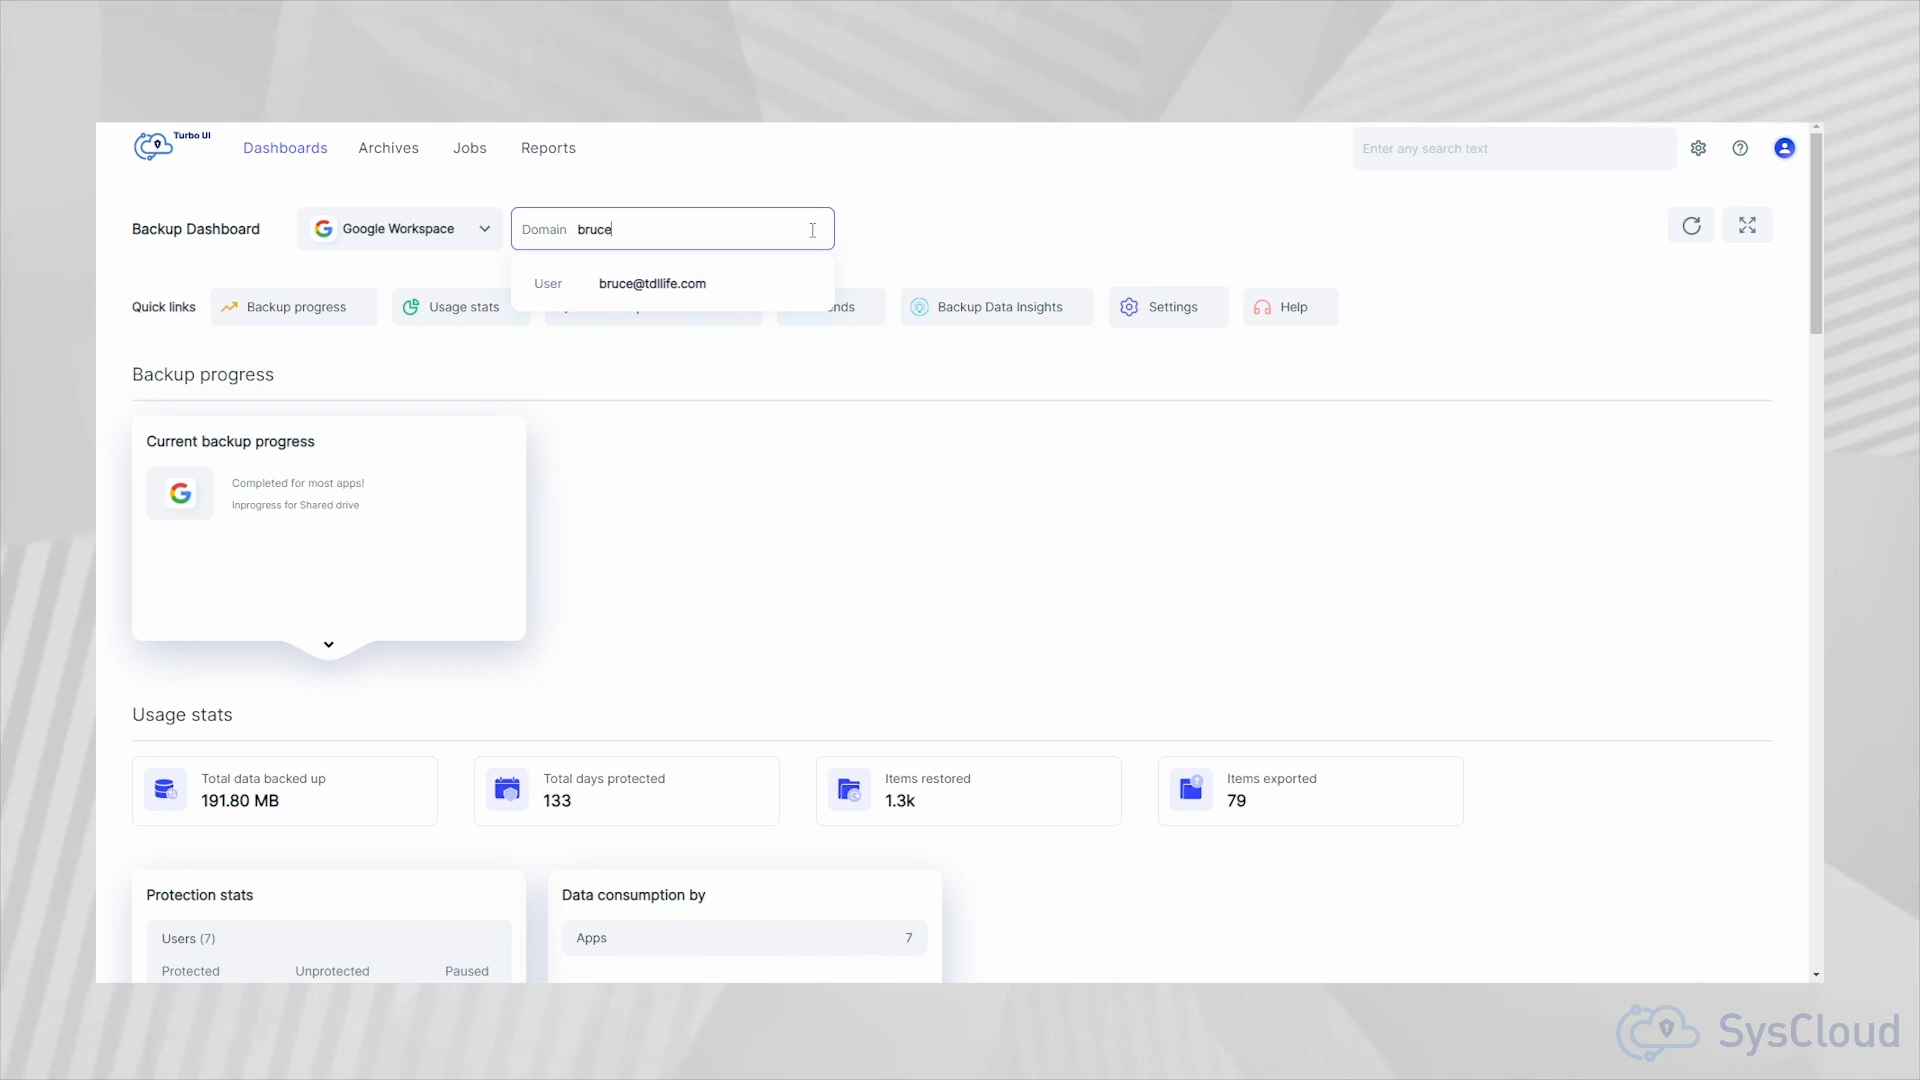 Turbo UI
Dashboards
Archives
Jobs
Reports
Enter any search text
Backup Dashboard
Google Workspace
Domain bruce
User bruce@tdllife.com
Quick links
Backup progress
Usage stats
Backup Data Insights
Settings
Help
Backup progress
Current backup progress
Completed for most apps!
Inprogress for Shared drive
Usage stats
Total data backed up
191.80 MB
Total days protected
133
Items restored
1.3k
Items exported
79
Protection stats
Users (7)
Protected Unprotected Paused
Data consumption by
Apps 7
SysCloud